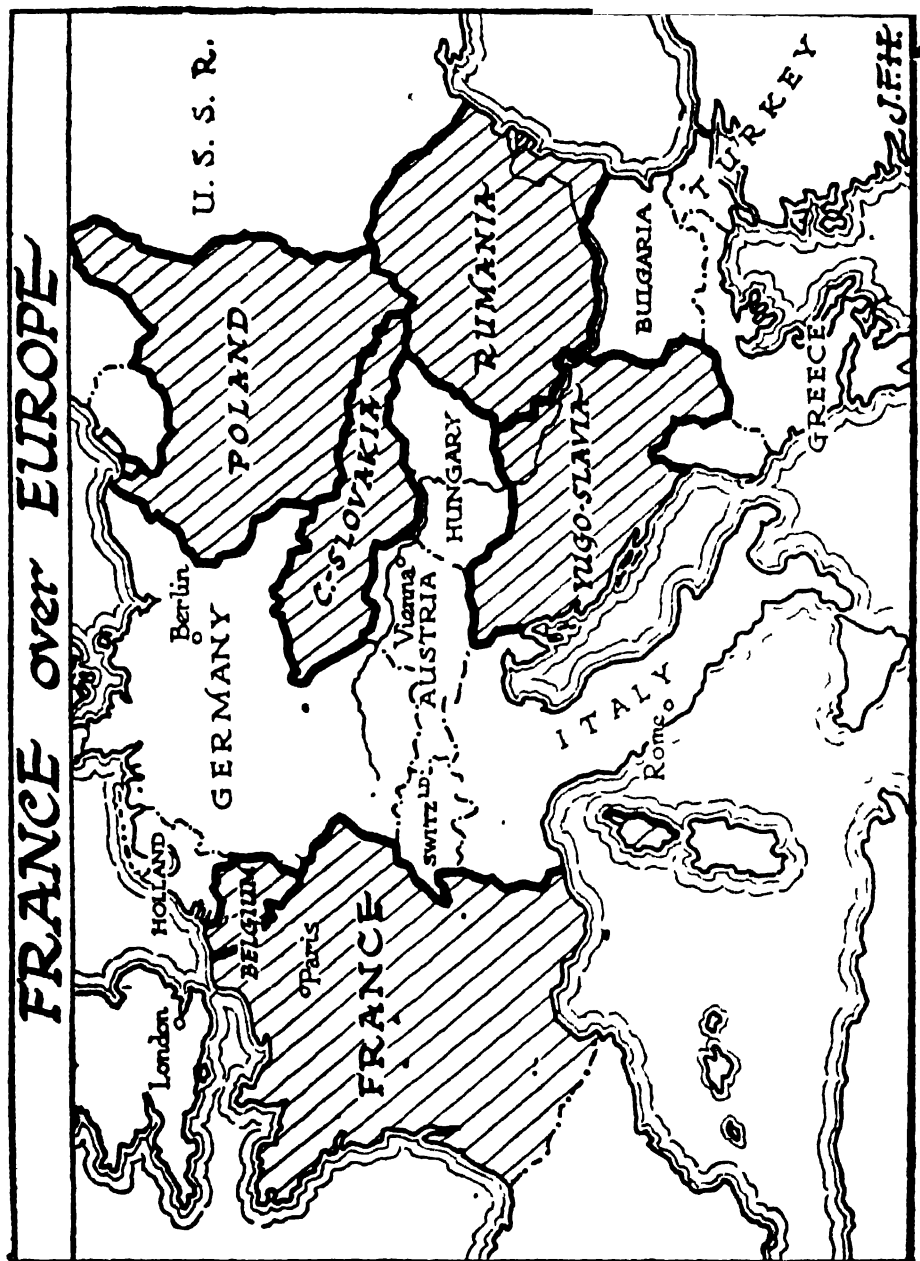 FRANCE over EUROPE
U. S. S. R.
London
HOLLAND
Berlin
GERMANY
POLAND
BELGIUM
Paris
FRANCE
C-SLOVAKIA
Vienna
AUSTRIA
SWITZLD
HUNGARY
RUMANIA
YUGO-SLAVIA
BULGARIA
TURKEY
ITALY
Rome
GREECE
J.F.H.